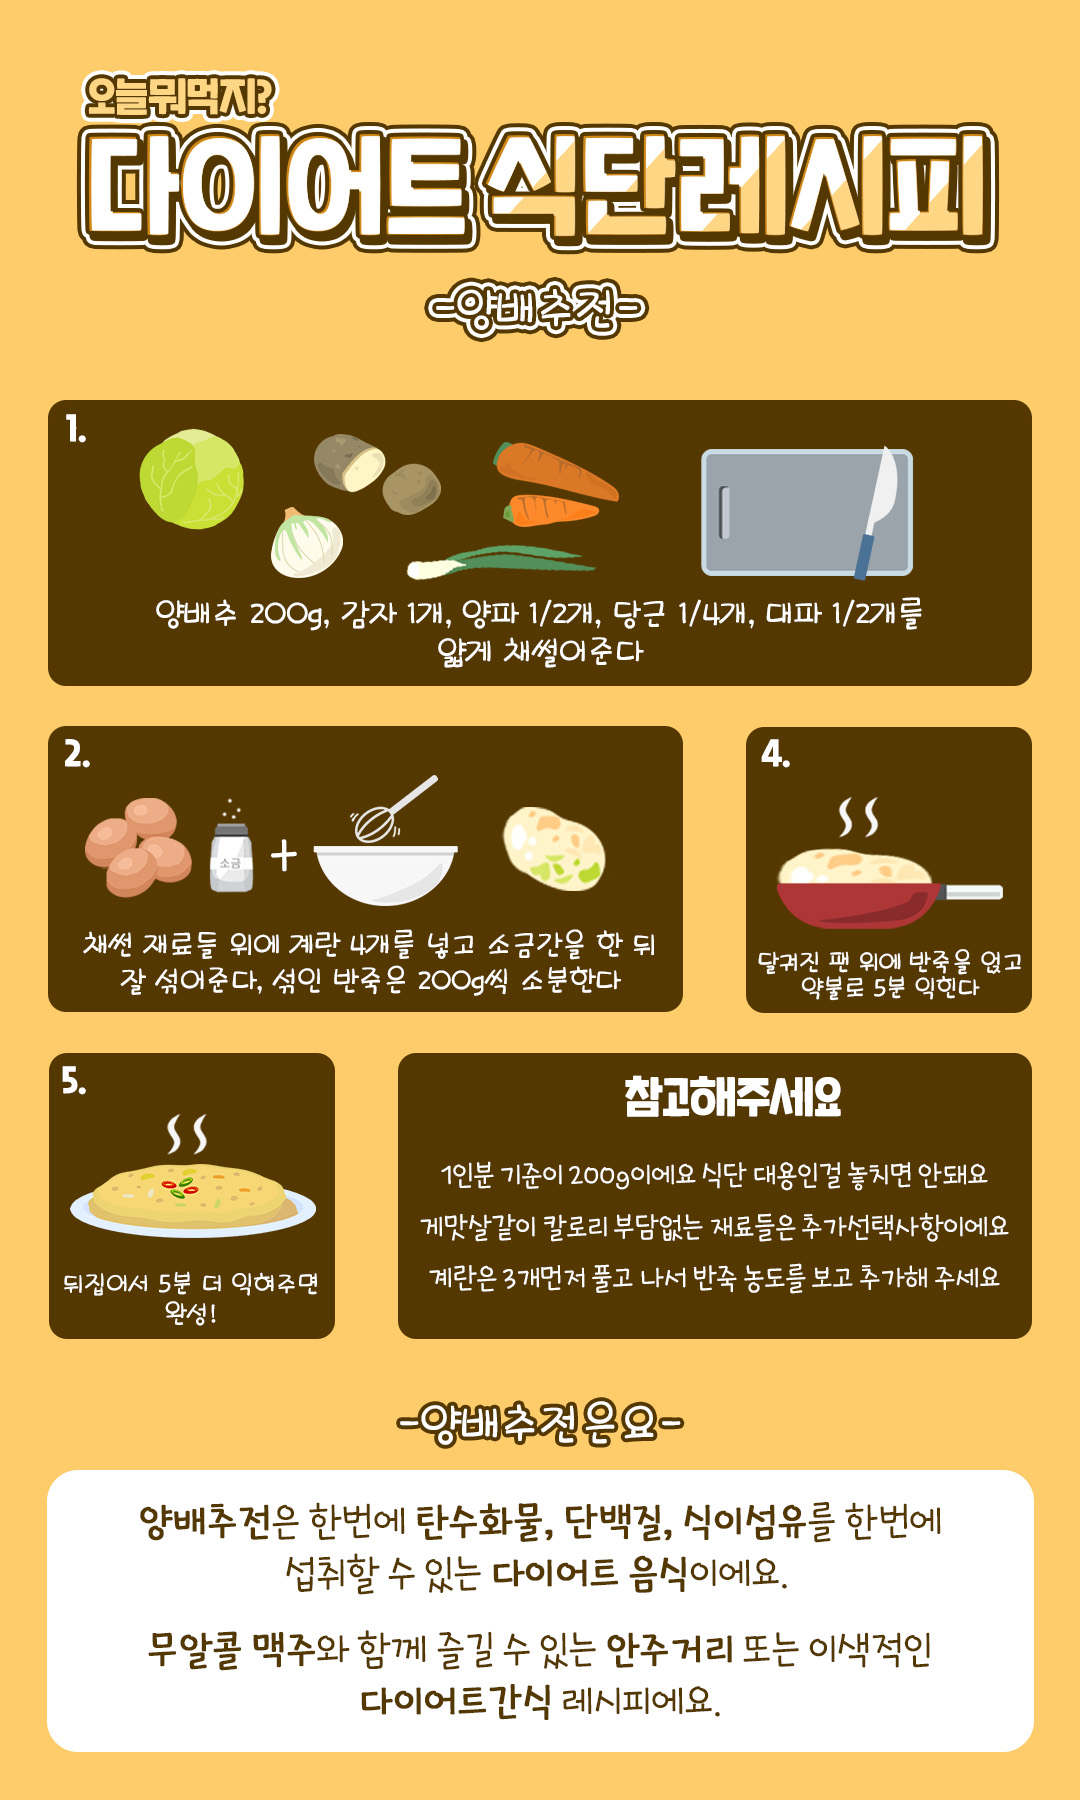 오늘뭐먹지?
다이어트 식단레시피
-양배추전-
1.
양배추 200g, 감자 1개, 양파 1/2개, 당근 1/4개, 대파 1/2개를
얇게 채썰어준다
2.
소금
채썬 재료들 위에 계란 4개를 넣고 소금간을 한 뒤
잘 섞어준다, 섞인 반죽은 200g씩 소분한다
4.
달궈진 팬 위에 반죽을 얹고
약불로 5분 익힌다
5.
뒤집어서 5분 더 익혀주면
완성!
참고해주세요
1인분 기준이 200g이에요 식단 대용인걸 놓치면 안돼요
게맛살같이 칼로리 부담없는 재료들은 추가선택사항이에요
계란은 3개먼저 풀고 나서 반죽 농도를 보고 추가해 주세요
-양배추전은요-
양배추전은 한번에 탄수화물, 단백질, 식이섬유를 한번에
섭취할 수 있는 다이어트 음식이에요.
무알콜 맥주와 함께 즐길 수 있는 안주거리 또는 이색적인
다이어트간식 레시피에요.